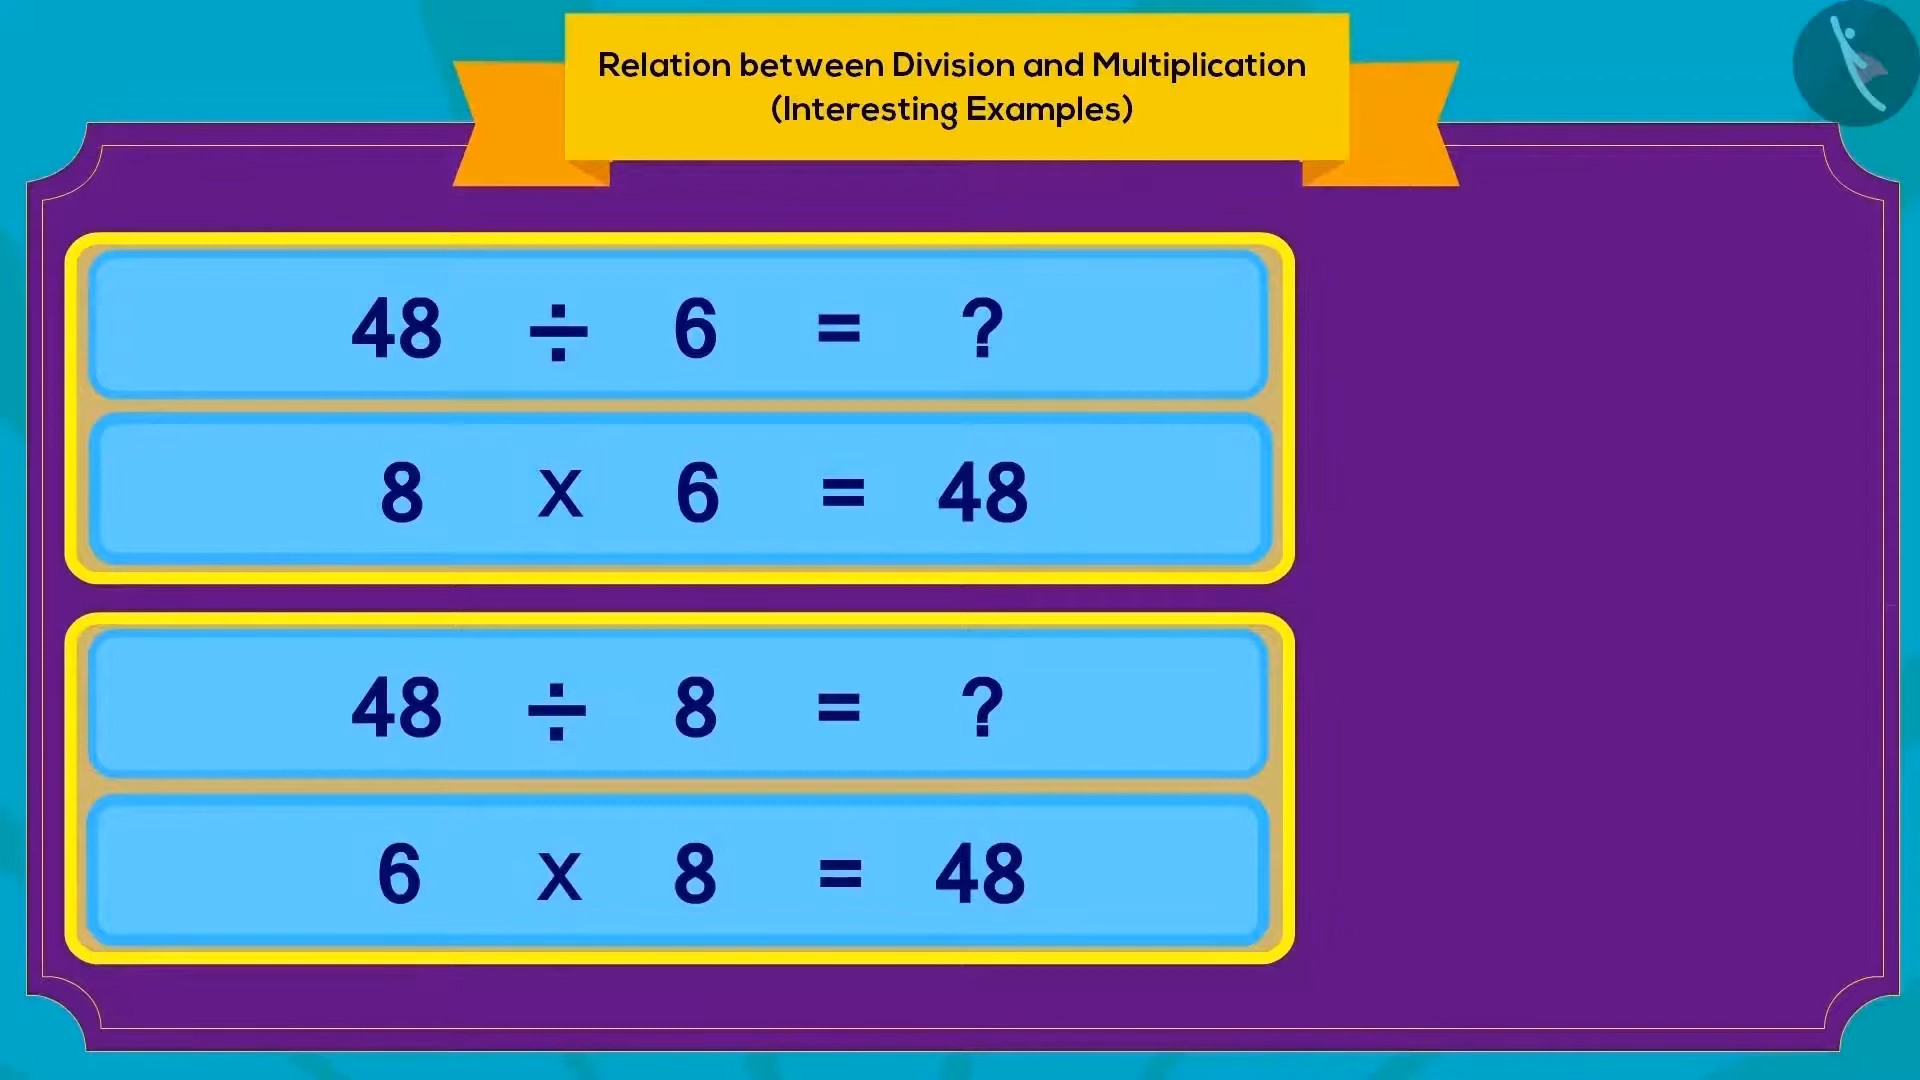 Relation between Division and Multiplication
(Interesting Examples)
48 ÷ 6 = ?
8 x 6 = 48
48 ÷ 8 = ?
6 x 8 = 48